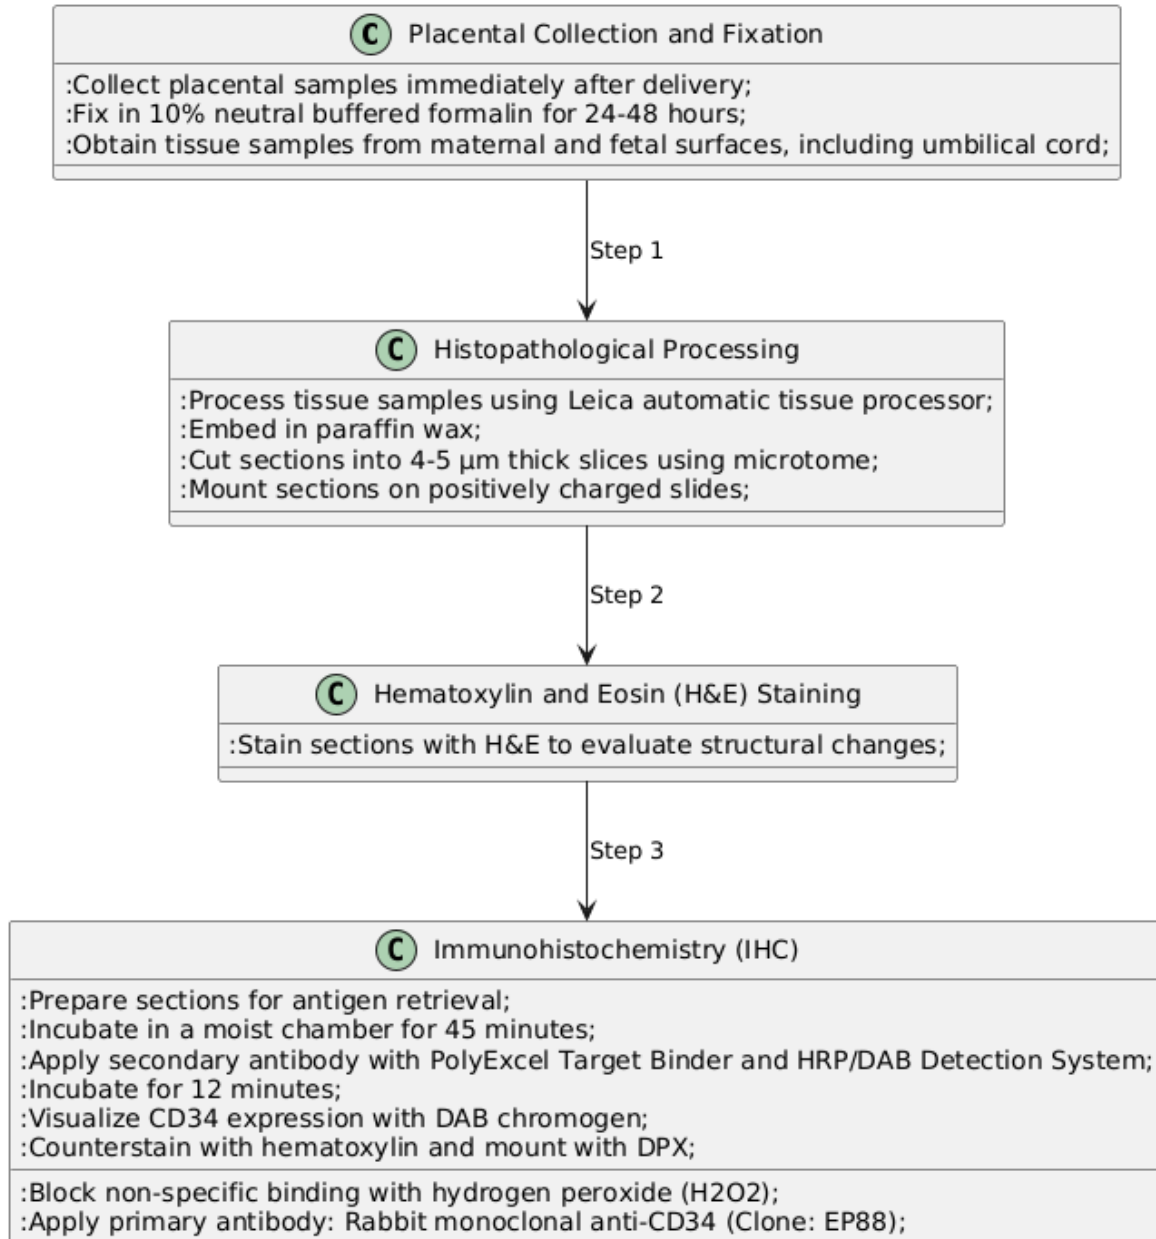 C Placental Collection and Fixation
:Collect placental samples immediately after delivery;
:Fix in 10% neutral buffered formalin for 24-48 hours;
:Obtain tissue samples from maternal and fetal surfaces, including umbilical cord;
Step 1
C Histopathological Processing
:Process tissue samples using Leica automatic tissue processor;
:Embed in paraffin wax;
:Cut sections into 4-5 μm thick slices using microtome;
:Mount sections on positively charged slides;
Step 2
C Hematoxylin and Eosin (H&E) Staining
:Stain sections with H&E to evaluate structural changes;
Step 3
C Immunohistochemistry (IHC)
:Prepare sections for antigen retrieval;
:Incubate in a moist chamber for 45 minutes;
:Apply secondary antibody with PolyExcel Target Binder and HRP/DAB Detection System;
:Incubate for 12 minutes;
:Visualize CD34 expression with DAB chromogen;
:Counterstain with hematoxylin and mount with DPX;
:Block non-specific binding with hydrogen peroxide (H2O2);
:Apply primary antibody: Rabbit monoclonal anti-CD34 (Clone: EP88);